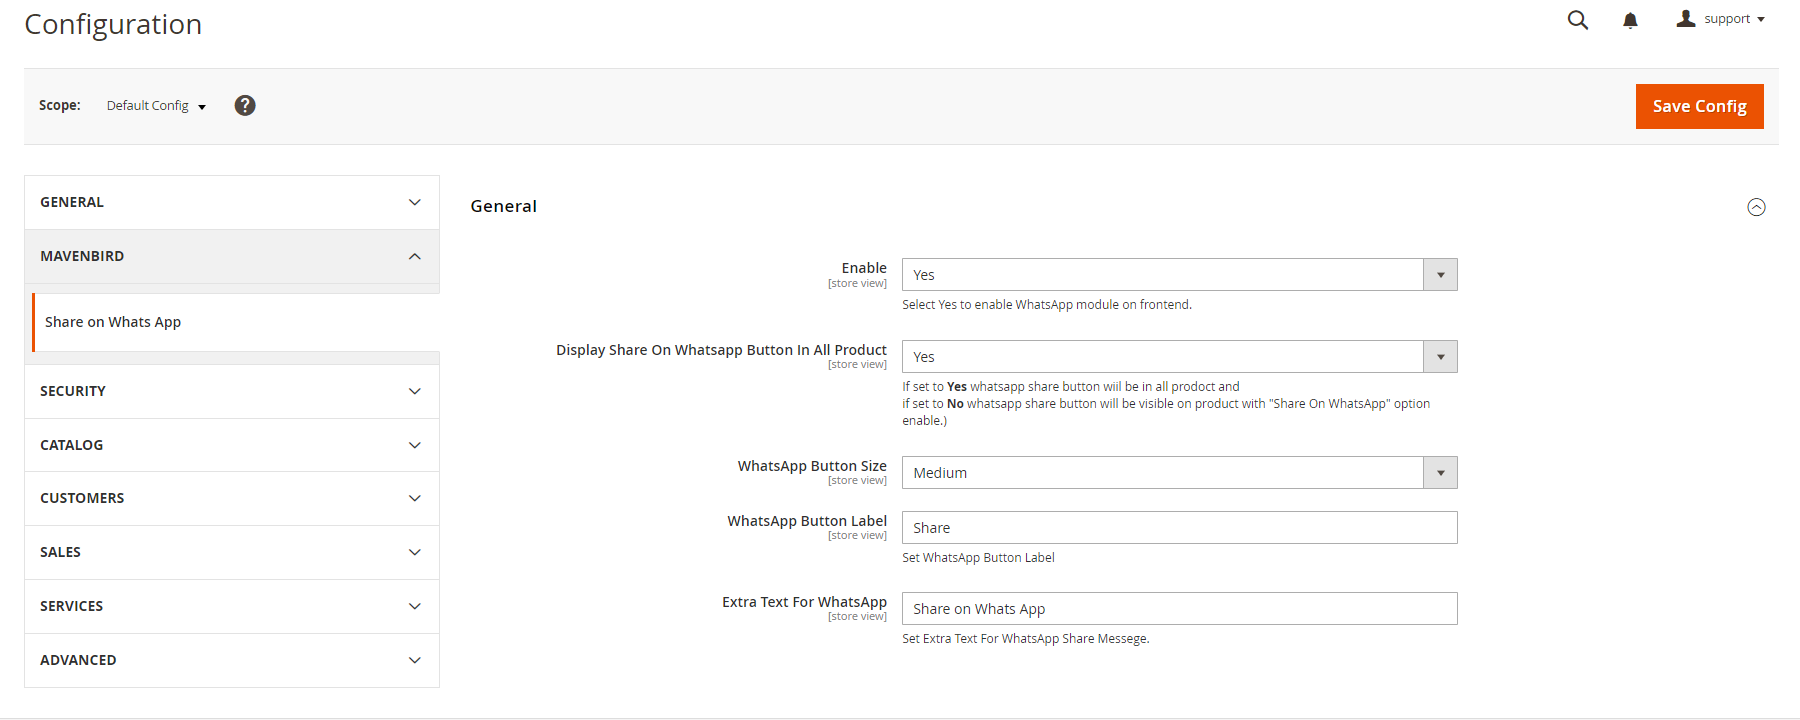 Configuration
support
Scope:
Default Config
?
Save Config
GENERAL
MAVENBIRD
Share on Whats App
SECURITY
CATALOG
CUSTOMERS
SALES
SERVICES
ADVANCED
General
Enable
[store view]
Yes
Select Yes to enable WhatsApp module on frontend.
Display Share On Whatsapp Button In All Product
[store view]
Yes
If set to Yes whatsapp share button wiil be in all product and
if set to No whatsapp share button will be visible on product with "Share On WhatsApp" option
enable.)
WhatsApp Button Size
[store view]
Medium
WhatsApp Button Label
[store view]
Share
Set WhatsApp Button Label
Extra Text For WhatsApp
[store view]
Share on Whats App
Set Extra Text For WhatsApp Share Messege.